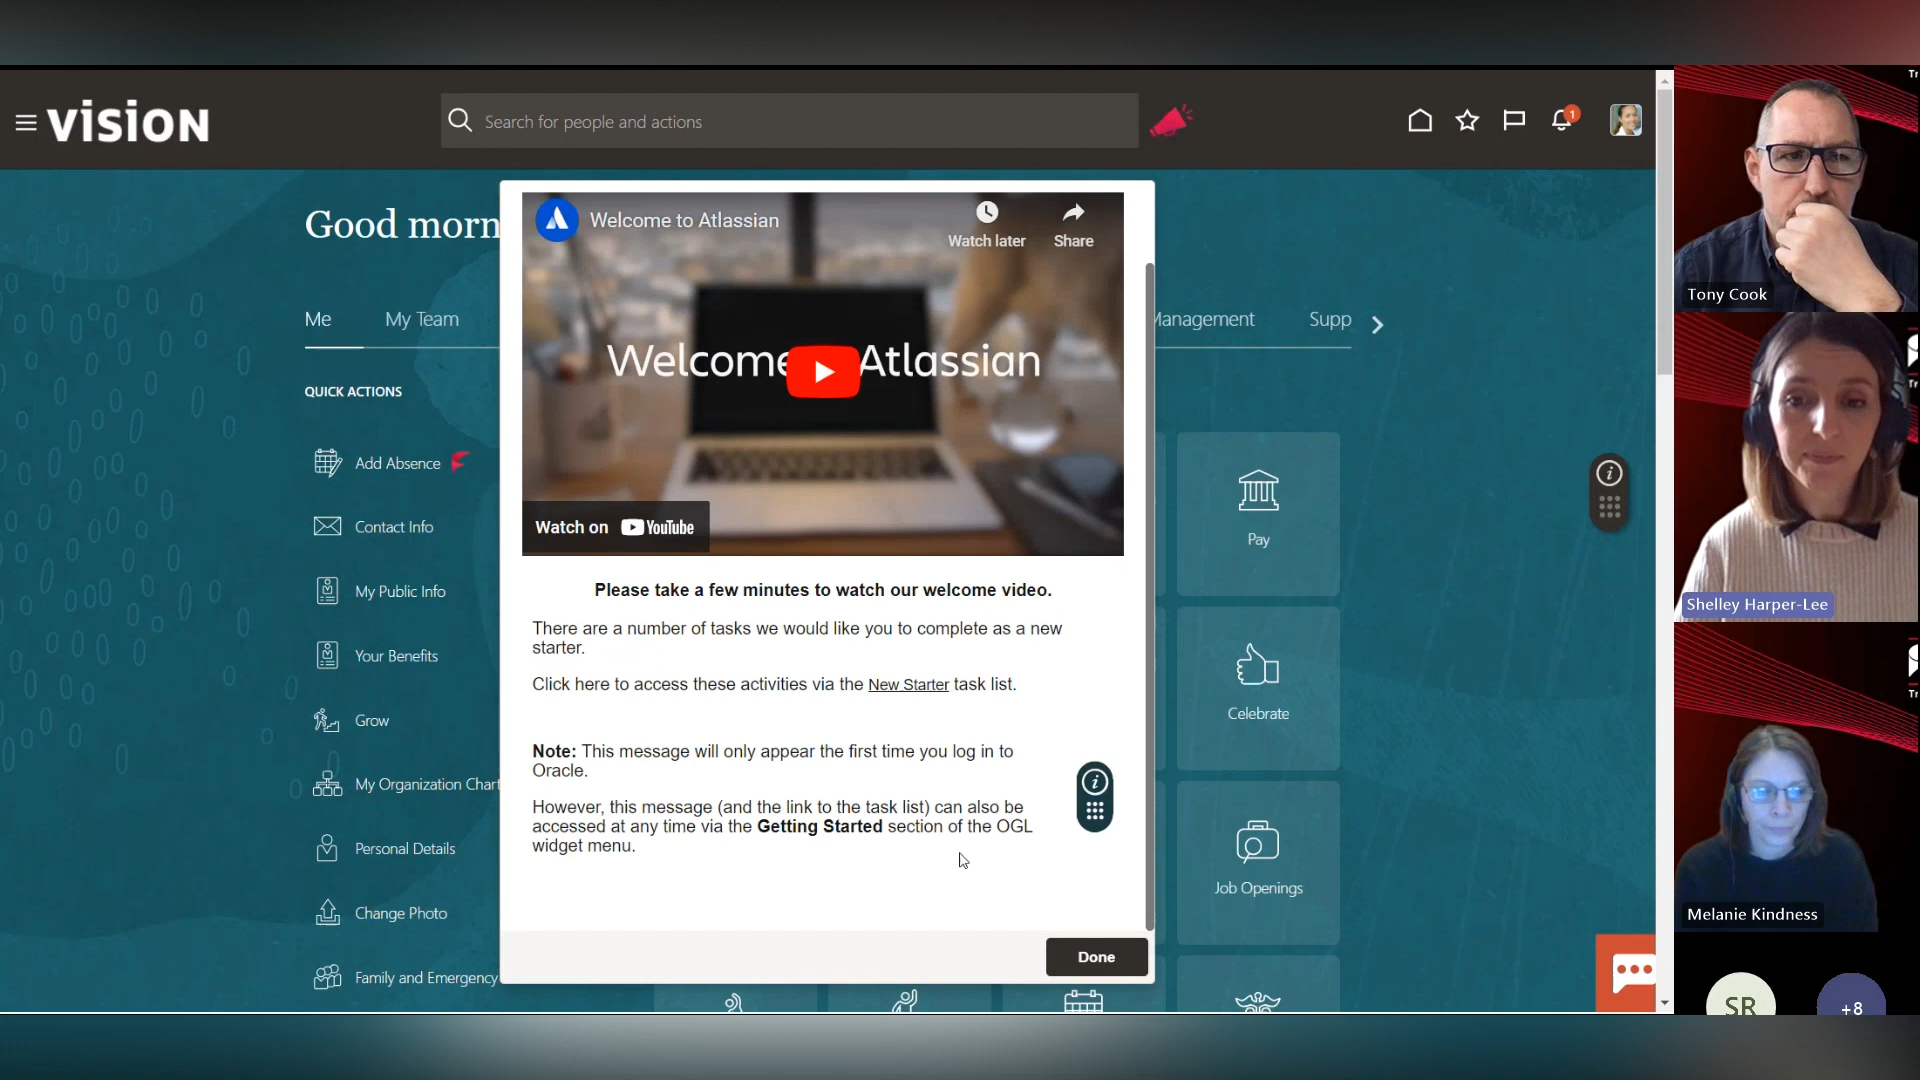 vision
Search for people and actions
1
Good morn
Me
My Team
Management
Supp
QUICK ACTIONS
Add Absence
Contact Info
My Public Info
Your Benefits
Grow
My Organization Chart
Personal Details
Change Photo
Family and Emergency
Welcome to Atlassian
Watch later
Share
Welcome Atlassian
Watch on YouTube
Please take a few minutes to watch our welcome video.
There are a number of tasks we would like you to complete as a new
starter.
Click here to access these activities via the New Starter task list.
Note: This message will only appear the first time you log in to
Oracle.
However, this message (and the link to the task list) can also be
accessed at any time via the Getting Started section of the OGL
widget menu.
Done
Pay
Celebrate
Job Openings
Tr
Tony Cook
Tr
Shelley Harper-Lee
Tr
Melanie Kindness
SR
+8